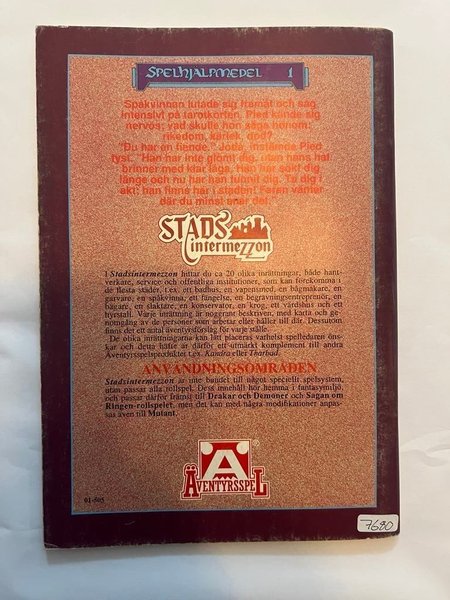 SPELHJÄLPMEDEL 1
Spåkvinnan lutade sig framåt och såg
intensivt på tarotkorten. Pied kände sig
nervös; vad skulle hon säga honom:
rikedom, kärlek, död?
"Du har en fiende." "Jodå, instände Pied
tyst. "Han har inte glömt dig, utan hans hat
brinner med klar låga. Han har sökt dig
länge och nu har han funnit dig. Ta dig i
akt; han finns här i staden! Faran väntar
där du minst anar det."
STADS
intermezzon
I Stadsintermezzon hittar du ca 20 olika inrättningar, både hant-
verkare, service och offentliga institutioner, som kan förekomma i
de flesta städer, t.ex. ett badhus, en vapensmed, en bågmakare, en
garvare, en spåkvinna, ett fängelse, en begravningsentreprenör, en
bagare, en slaktare, en konservator, en krog, ett värdshus och ett
hyrstall. Varje inrättning är noggrant beskriven, med karta och ge-
nomgång av de personer som arbetar eller håller till där. Dessutom
finns det ett antal äventyrsförslag för varje ställe.
De olika inrättningarna kan lätt placeras varhelst spelledaren öns-
kar och detta häfte är därför ett utmärkt komplement till andra
Äventyrsspelsprodukter t.ex. Kandra eller Tharbad.
ANVÄNDNINGSOMRÅDEN
Stadsintermezzon är inte bundet till något speciellt spelsystem,
utan passar alla rollspel. Dess innehåll hör hemma i fantasymiljö,
och passar därför främst till Drakar och Demoner och Sagan om
Ringen-rollspelet, men det kan med några modifikationer anpas-
sas även till Mutant.
Ä
®
ÄVENTYRSSPEL
01-505
7680